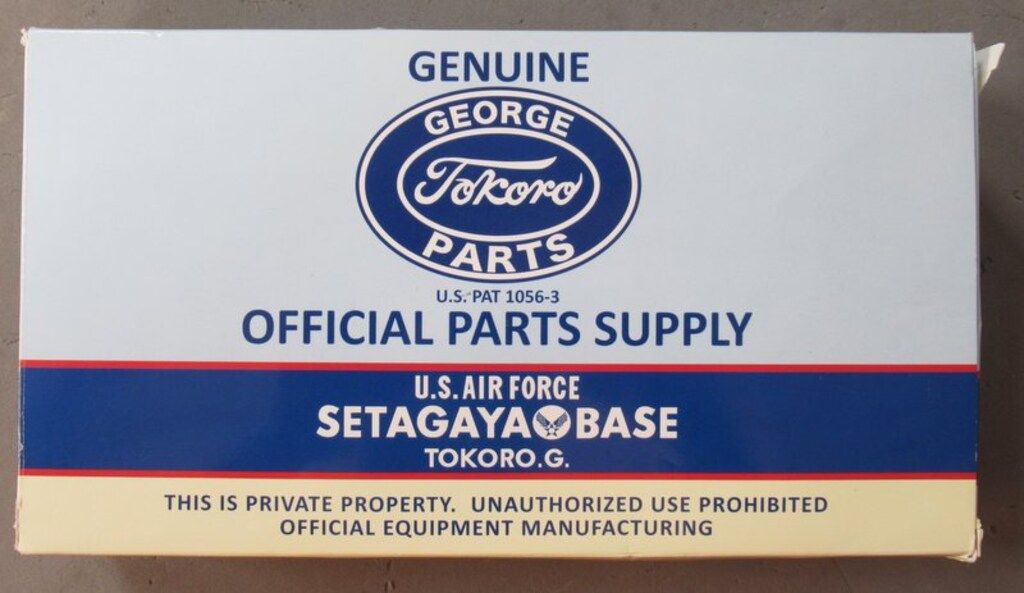 GENUINE
GEORGE
Tokoro
PARTS
U.S. PAT 1056-3
OFFICIAL PARTS SUPPLY
U.S. AIR FORCE
SETAGAYA BASE
TOKORO.G.
THIS IS PRIVATE PROPERTY. UNAUTHORIZED USE PROHIBITED
OFFICIAL EQUIPMENT MANUFACTURING